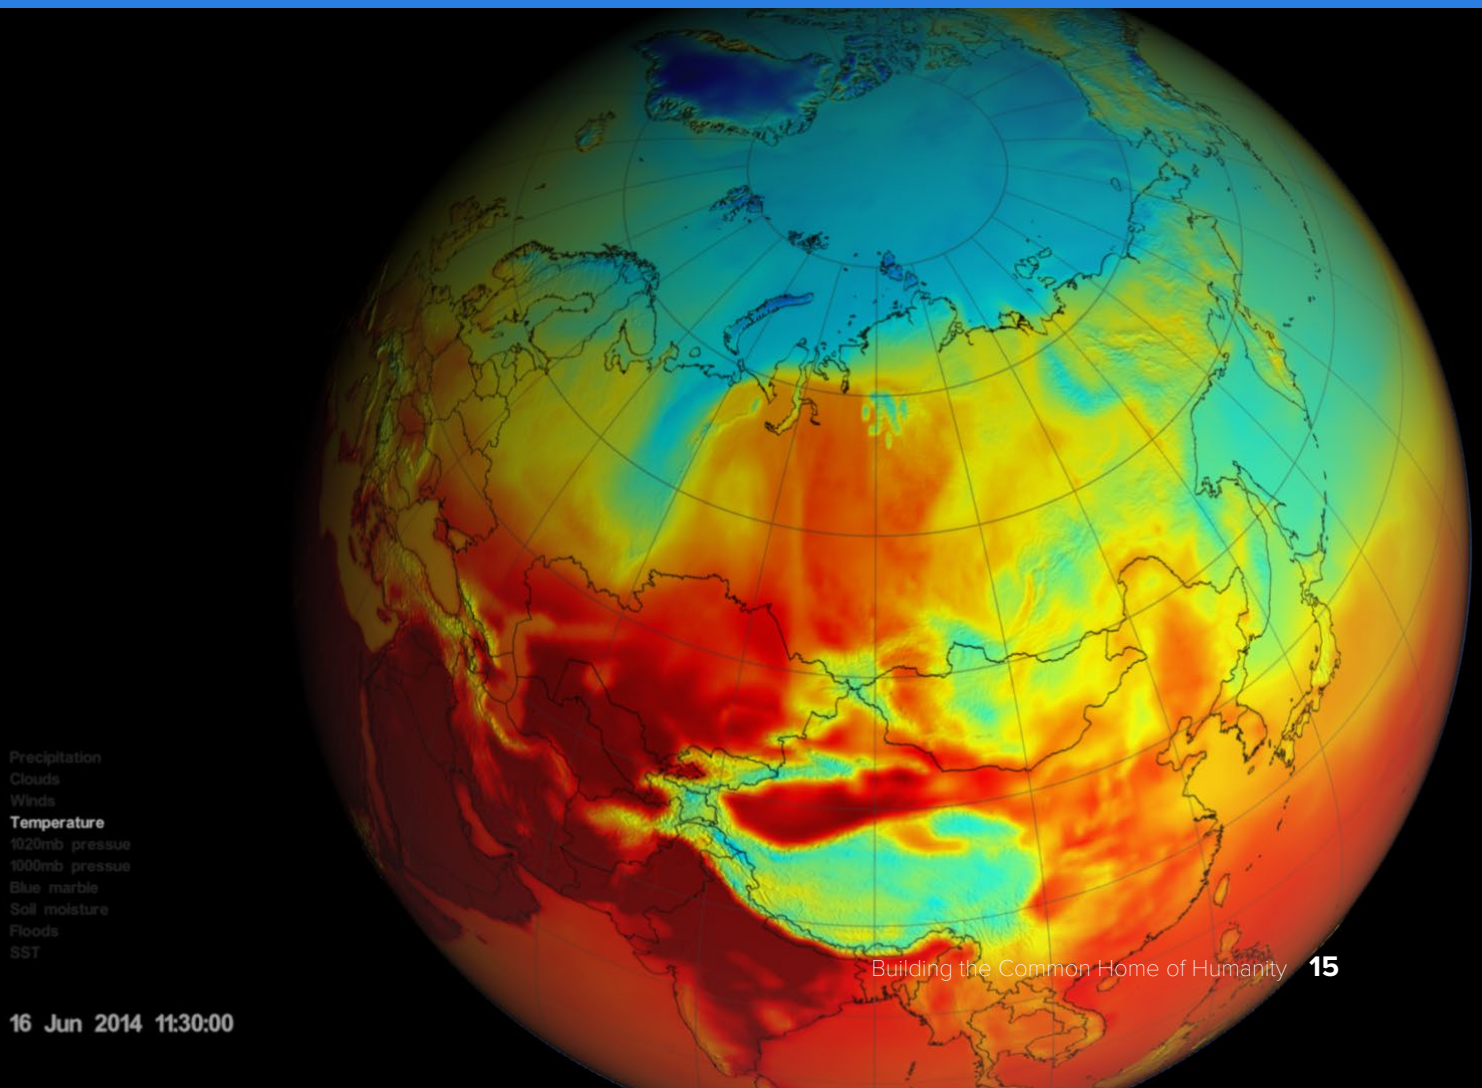 Precipitation
Clouds
Winds
Temperature
1020mb pressue
1000mb pressue
Blue marble
Soil moisture
Floods
SST
Building the Common Home of Humanity 15
16 Jun 2014 11:30:00